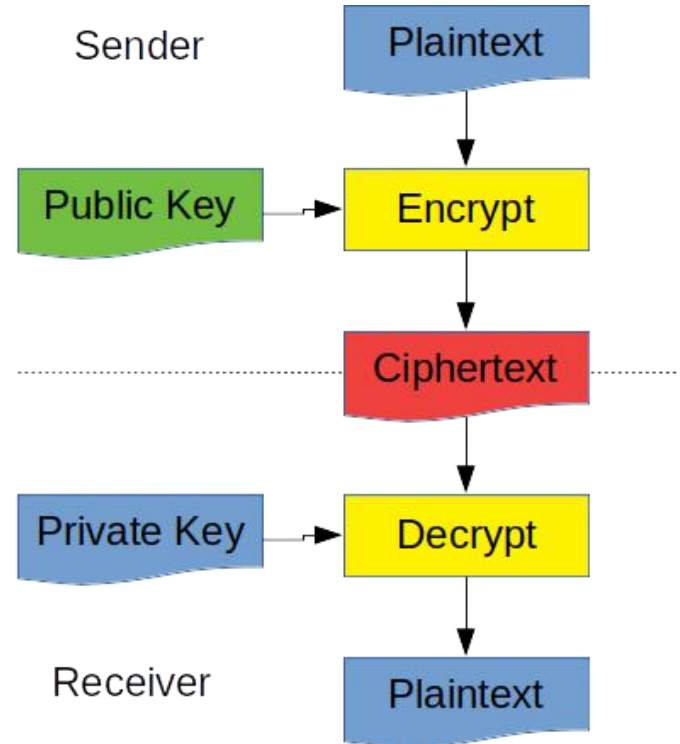 Sender
Plaintext
Public Key
Encrypt
Ciphertext
Private Key
Decrypt
Receiver
Plaintext